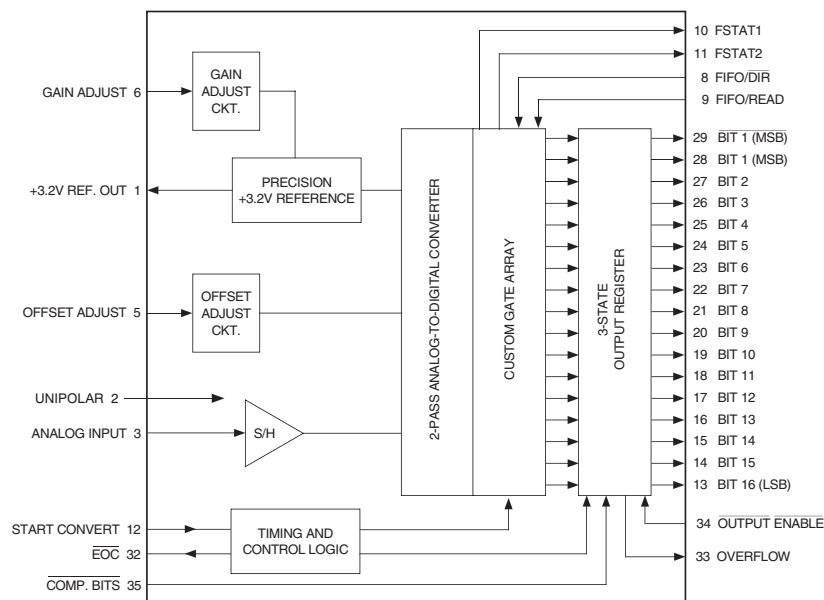 10 FSTAT1
11 FSTAT2
8 FIFO/DIR
9 FIFO/READ
GAIN ADJUST 6
GAIN
ADJUST
CKT.
+3.2V REF. OUT 1
PRECISION
+3.2V REFERENCE
OFFSET ADJUST 5
OFFSET
ADJUST
CKT.
UNIPOLAR 2
ANALOG INPUT 3
S/H
2-PASS ANALOG-TO-DIGITAL CONVERTER
CUSTOM GATE ARRAY
3-STATE
OUTPUT REGISTER
29 BIT 1 (MSB)
28 BIT 1 (MSB)
27 BIT 2
26 BIT 3
25 BIT 4
24 BIT 5
23 BIT 6
22 BIT 7
21 BIT 8
20 BIT 9
19 BIT 10
18 BIT 11
17 BIT 12
16 BIT 13
15 BIT 14
14 BIT 15
13 BIT 16 (LSB)
START CONVERT 12
EOC 32
TIMING AND
CONTROL LOGIC
COMP. BITS 35
34 OUTPUT ENABLE
33 OVERFLOW